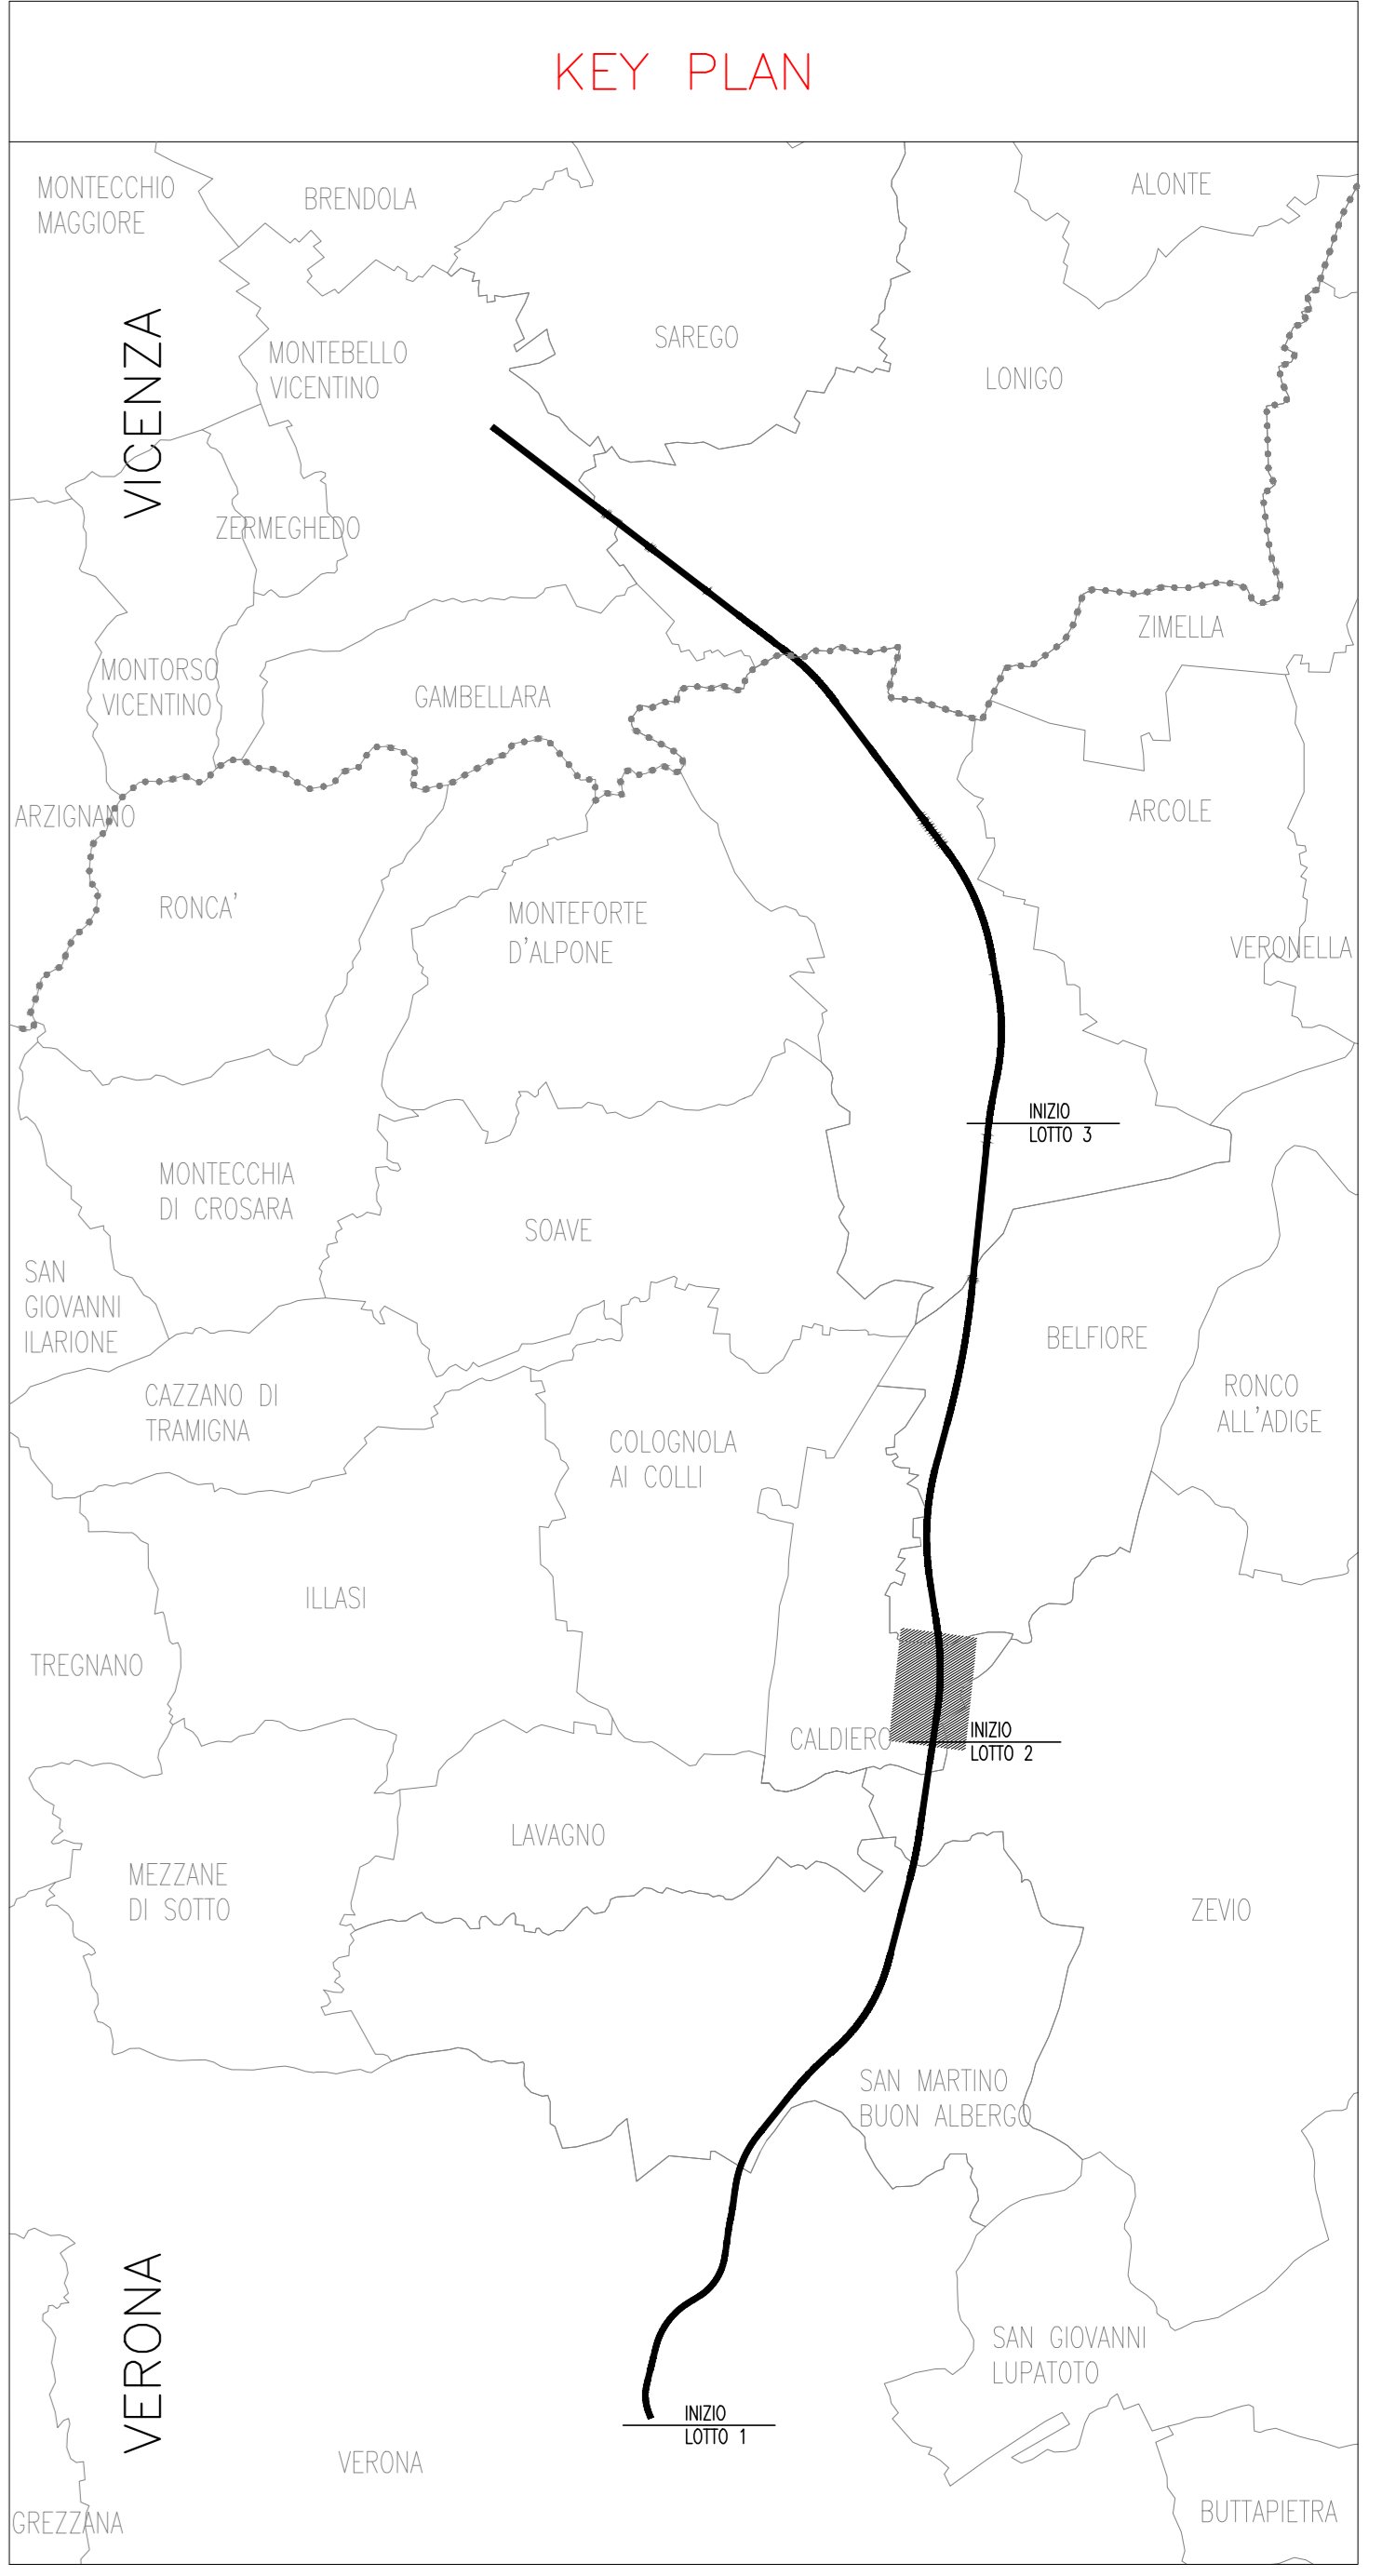 KEY PLAN
MONTECCHIO
MAGGIORE
BRENDOLA
ALONTE
VICENZA
MONTEBELLO
VICENTINO
SAREGO
LONIGO
ZERMEGHEDO
ZIMELLA
MONTORSO
VICENTINO
GAMBELLARA
ARZIGNANO
ARCOLE
RONCA'
MONTEFORTE
D'ALPONE
VERONELLA
INIZIO
LOTTO 3
MONTECCHIA
DI CROSARA
SOAVE
SAN
GIOVANNI
ILARIONE
BELFIORE
CAZZANO DI
TRAMIGNA
RONCO
ALL'ADIGE
COLOGNOLA
AI COLLI
ILLASI
TREGNANO
CALDIERO
INIZIO
LOTTO 2
LAVAGNO
MEZZANE
DI SOTTO
ZEVIO
SAN MARTINO
BUON ALBERGO
VERONA
SAN GIOVANNI
LUPATOTO
INIZIO
LOTTO 1
VERONA
GREZZANA
BUTTAPIETRA